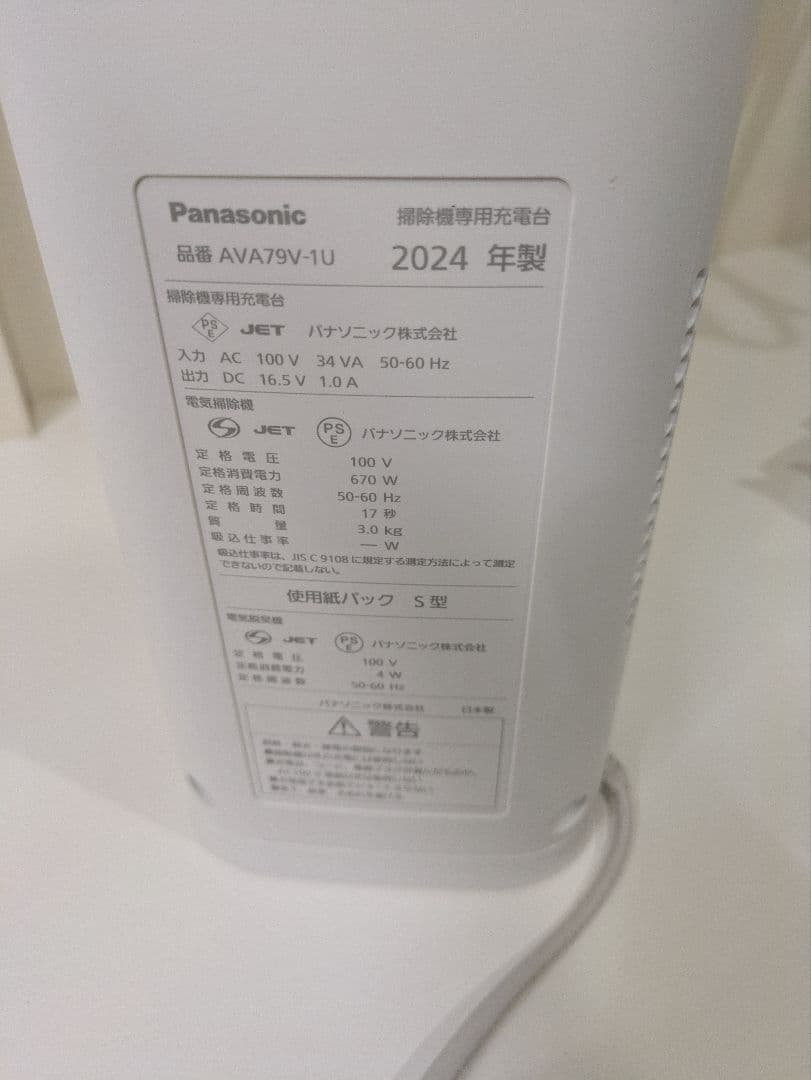 Panasonic 掃除機専用充電台
品番 AVA79V-1U 2024 年製
掃除機専用充電台
PS E JET パナソニック株式会社
入力 AC 100 V 34 VA 50-60 Hz
出力 DC 16.5 V 1.0 A
電気掃除機
S JET PS E パナソニック株式会社
定格電圧 100 V
定格消費電力 670 W
定格周波数 50-60 Hz
定格時間 17 秒
質量 3.0 kg
吸込仕事率 — W
吸込仕事率は、JIS C 9108 に規定する測定方法によって測定
できないので記載しない。
使用紙パック S 型
電気脱臭機
S JET PS E パナソニック株式会社
定格電圧 100 V
定格消費電力 4 W
定格周波数 50-60 Hz
パナソニック株式会社 日本製
警告